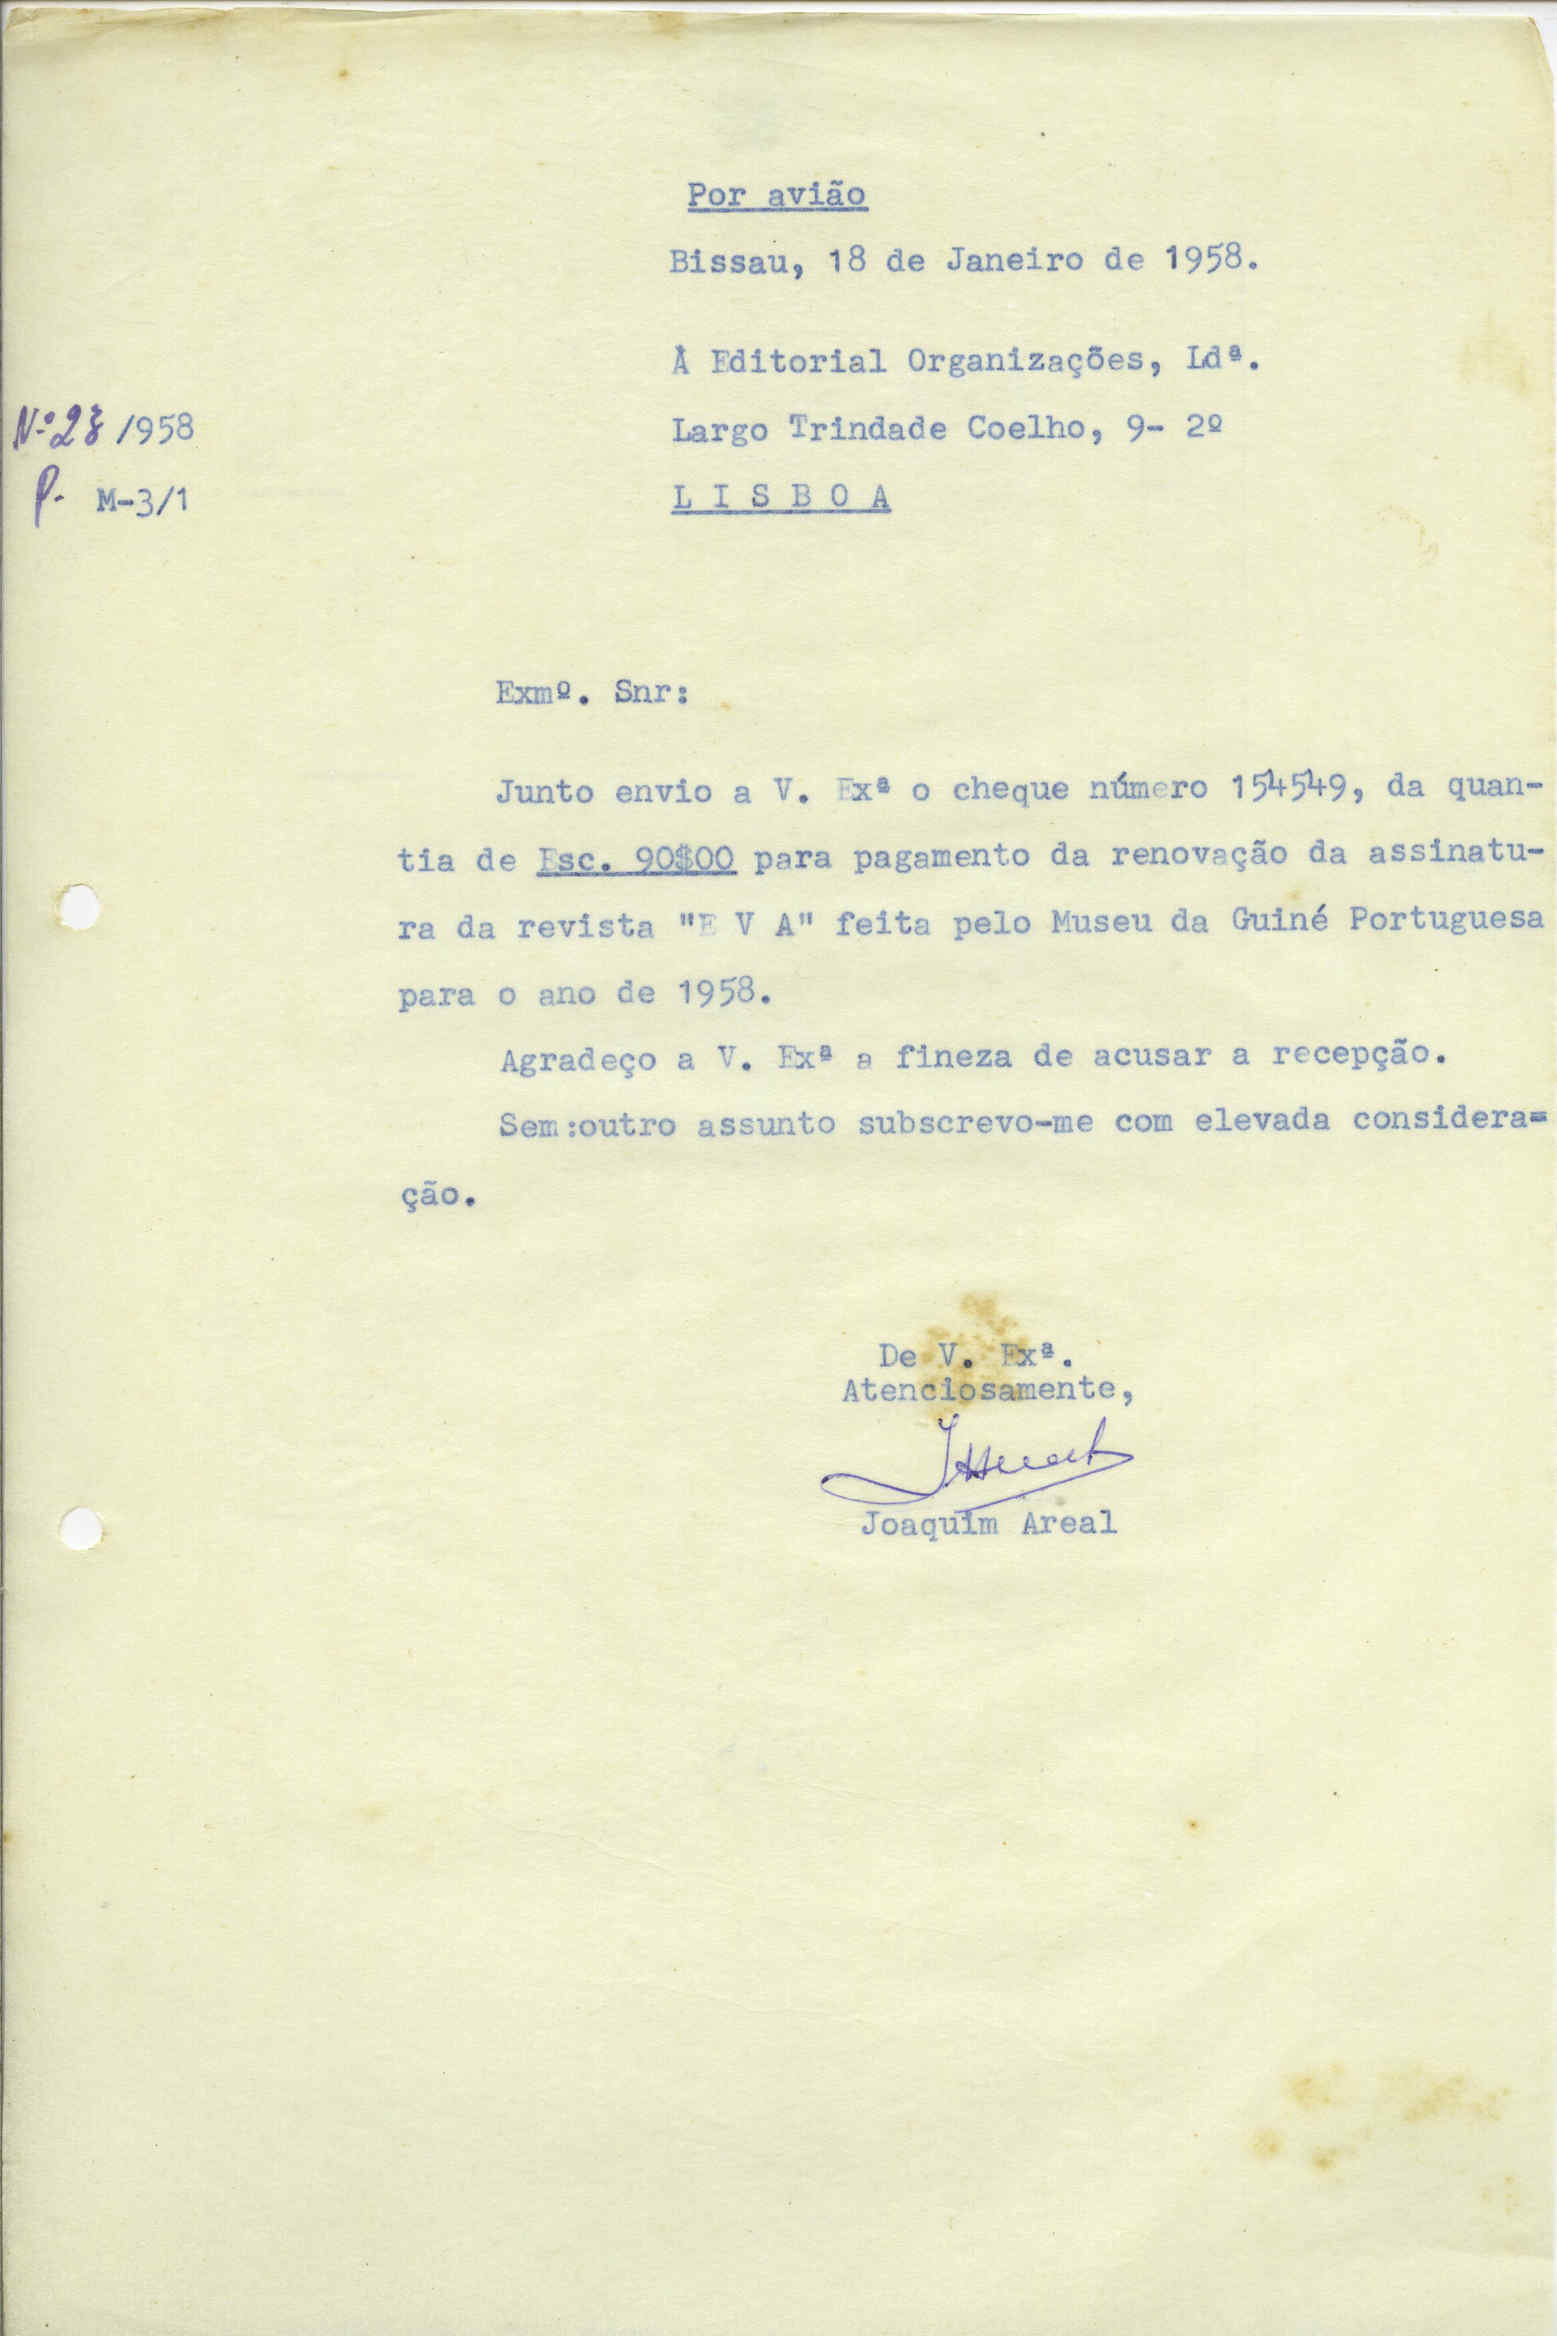 Por avião
Bissau, 18 de Janeiro de 1958.
À Editorial Organizações, Ldª.
Nº 28 /958
Largo Trindade Coelho, 9- 2º
P. M-3/1
L I S B O A
Exmº. Snr:
Junto envio a V. Exª o cheque número 154549, da quan-
tia de Esc. 90$00 para pagamento da renovação da assinatu-
ra da revista "E V A" feita pelo Museu da Guiné Portuguesa
para o ano de 1958.
Agradeço a V. Exª a fineza de acusar a recepção.
Sem:outro assunto subscrevo-me com elevada considera=
ção.
De V. Exª.
Atenciosamente,
Joaquim Areal